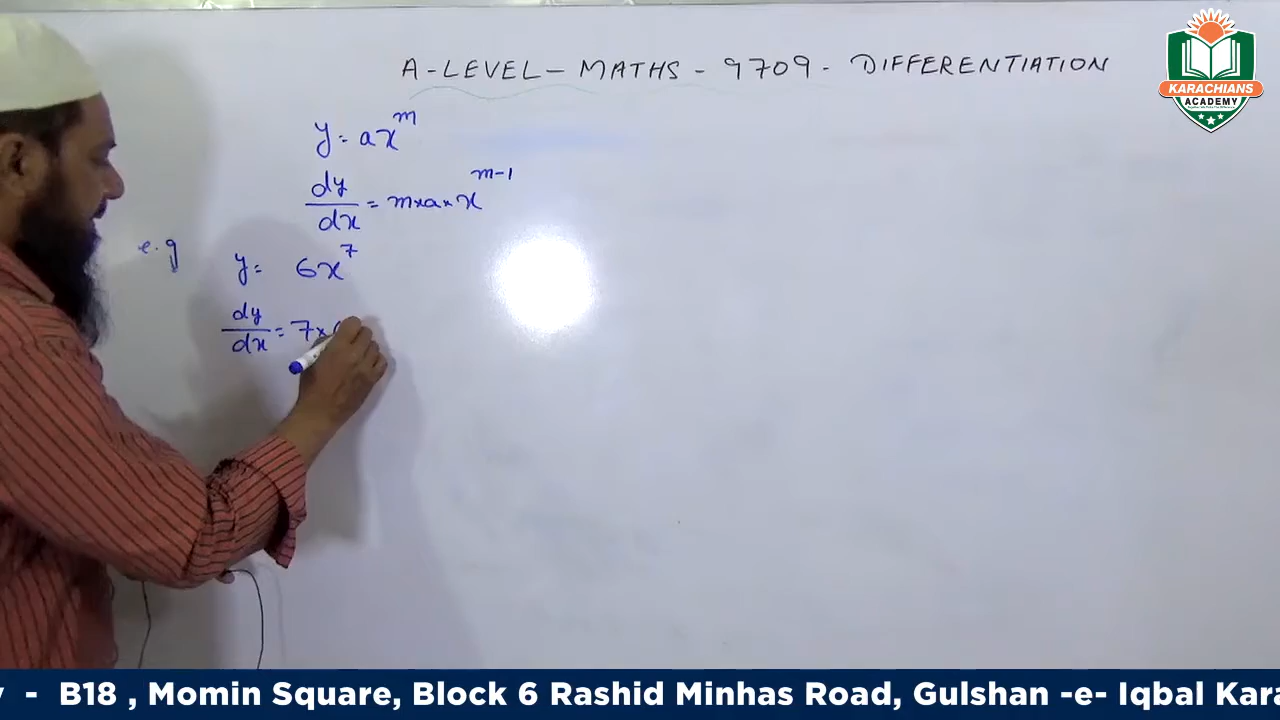 A-LEVEL-MATHS-9709-DIFFERENTIATION
KARACHIANS
ACADEMY
y = ax^m
dy/dx = m×a×x^m-1
e.g y = 6x^7
dy/dx = 7×
- B18 , Momin Square, Block 6 Rashid Minhas Road, Gulshan -e- Iqbal Kara